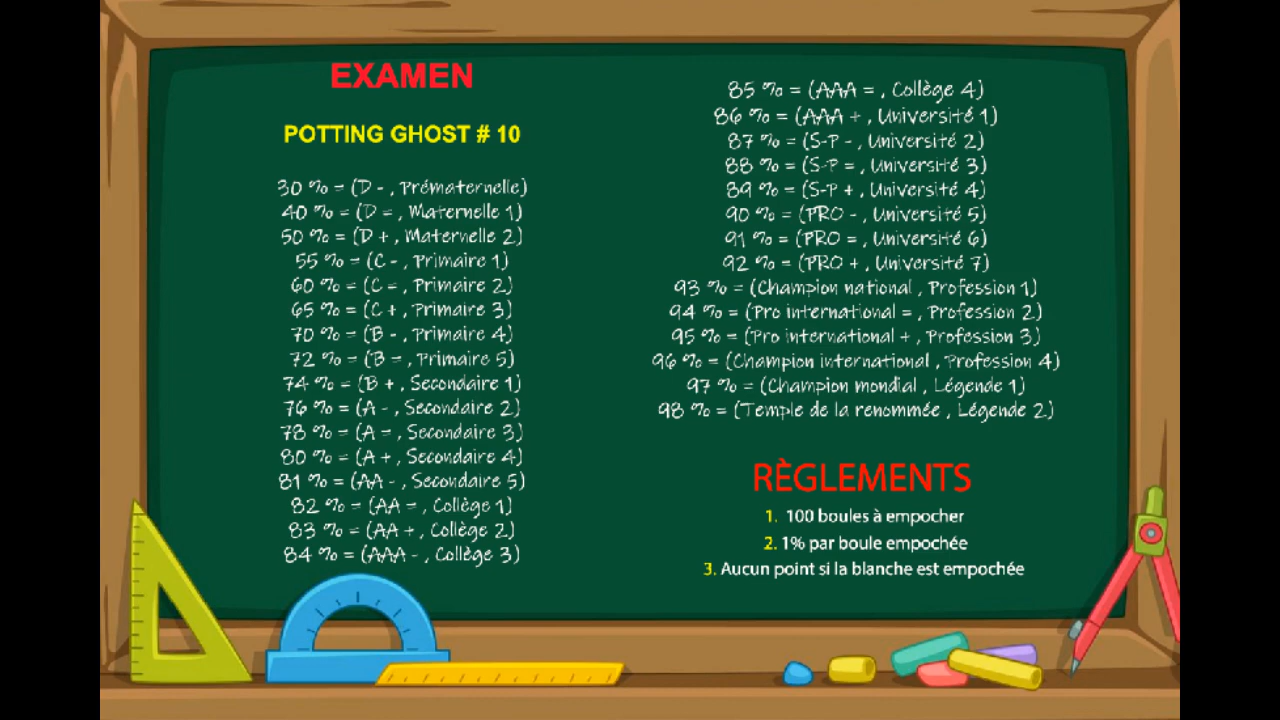 EXAMEN
POTTING GHOST # 10
30 % = (D - , Prématernelle)
40 % = (D = , Maternelle 1)
50 % = (D + , Maternelle 2)
55 % = (C - , Primaire 1)
60 % = (C = , Primaire 2)
65 % = (C + , Primaire 3)
70 % = (B - , Primaire 4)
72 % = (B = , Primaire 5)
74 % = (B + , Secondaire 1)
76 % = (A - , Secondaire 2)
78 % = (A = , Secondaire 3)
80 % = (A + , Secondaire 4)
81 % = (AA - , Secondaire 5)
82 % = (AA = , Collège 1)
83 % = (AA + , Collège 2)
84 % = (AAA - , Collège 3)
85 % = (AAA = , Collège 4)
86 % = (AAA + , Université 1)
87 % = (S-P - , Université 2)
88 % = (S-P = , Université 3)
89 % = (S-P + , Université 4)
90 % = (PRO - , Université 5)
91 % = (PRO = , Université 6)
92 % = (PRO + , Université 7)
93 % = (Champion national , Profession 1)
94 % = (Pro international = , Profession 2)
95 % = (Pro international + , Profession 3)
96 % = (Champion international , Profession 4)
97 % = (Champion mondial , Légende 1)
98 % = (Temple de la renommée , Légende 2)
RÈGLEMENTS
1. 100 boules à empocher
2. 1% par boule empochée
3. Aucun point si la blanche est empochée